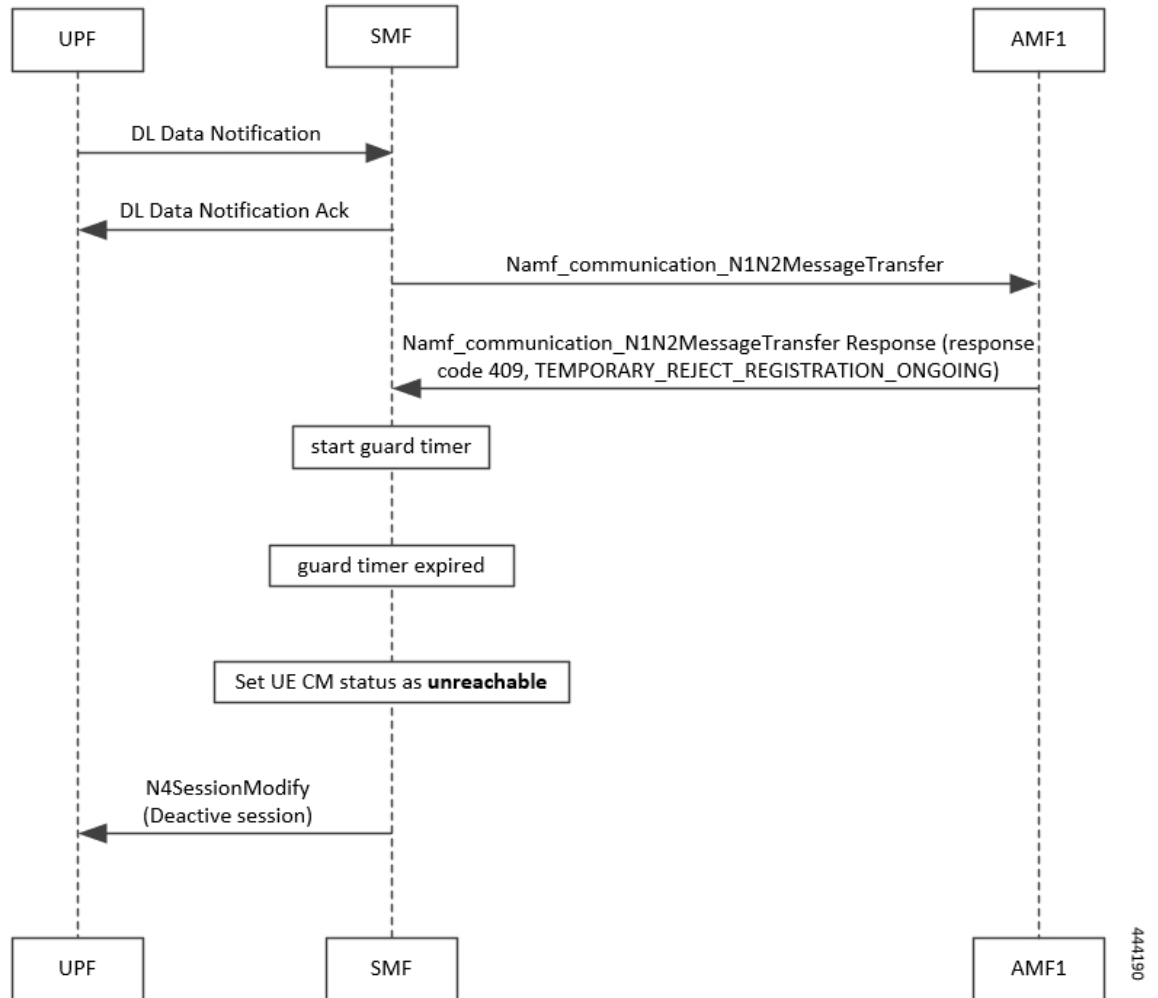 UPF
SMF
AMF1
DL Data Notification
DL Data Notification Ack
Namf_communication_N1N2MessageTransfer
Namf_communication_N1N2MessageTransfer Response (response
code 409, TEMPORARY_REJECT_REGISTRATION_ONGOING)
start guard timer
guard timer expired
Set UE CM status as unreachable
N4SessionModify
(Deactive session)
UPF
SMF
AMF1
444190